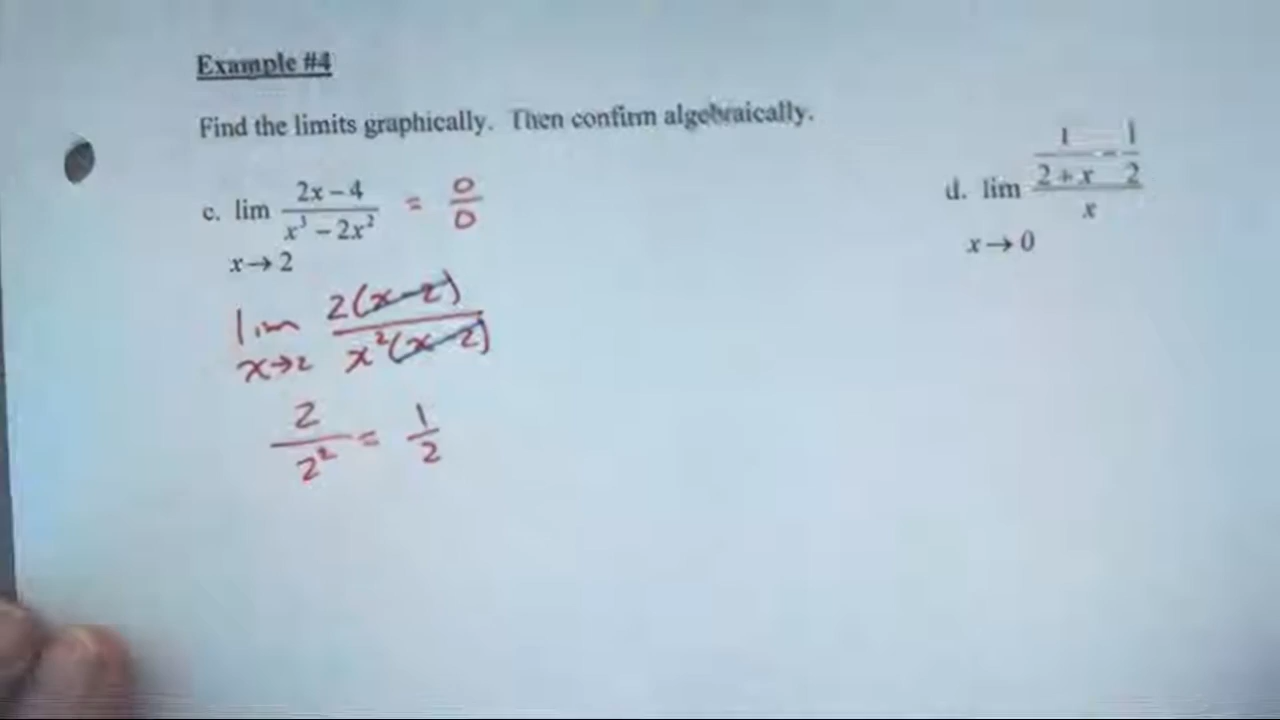 Example #4
Find the limits graphically. Then confirm algebraically.
c. lim (2x − 4)/(x³ − 2x²) = 0/0
x→2
lim 2(x−2)/x²(x−2)
x→2
2/2² = 1/2
d. lim (1/(2 + x) − 1/2)/x
x→0